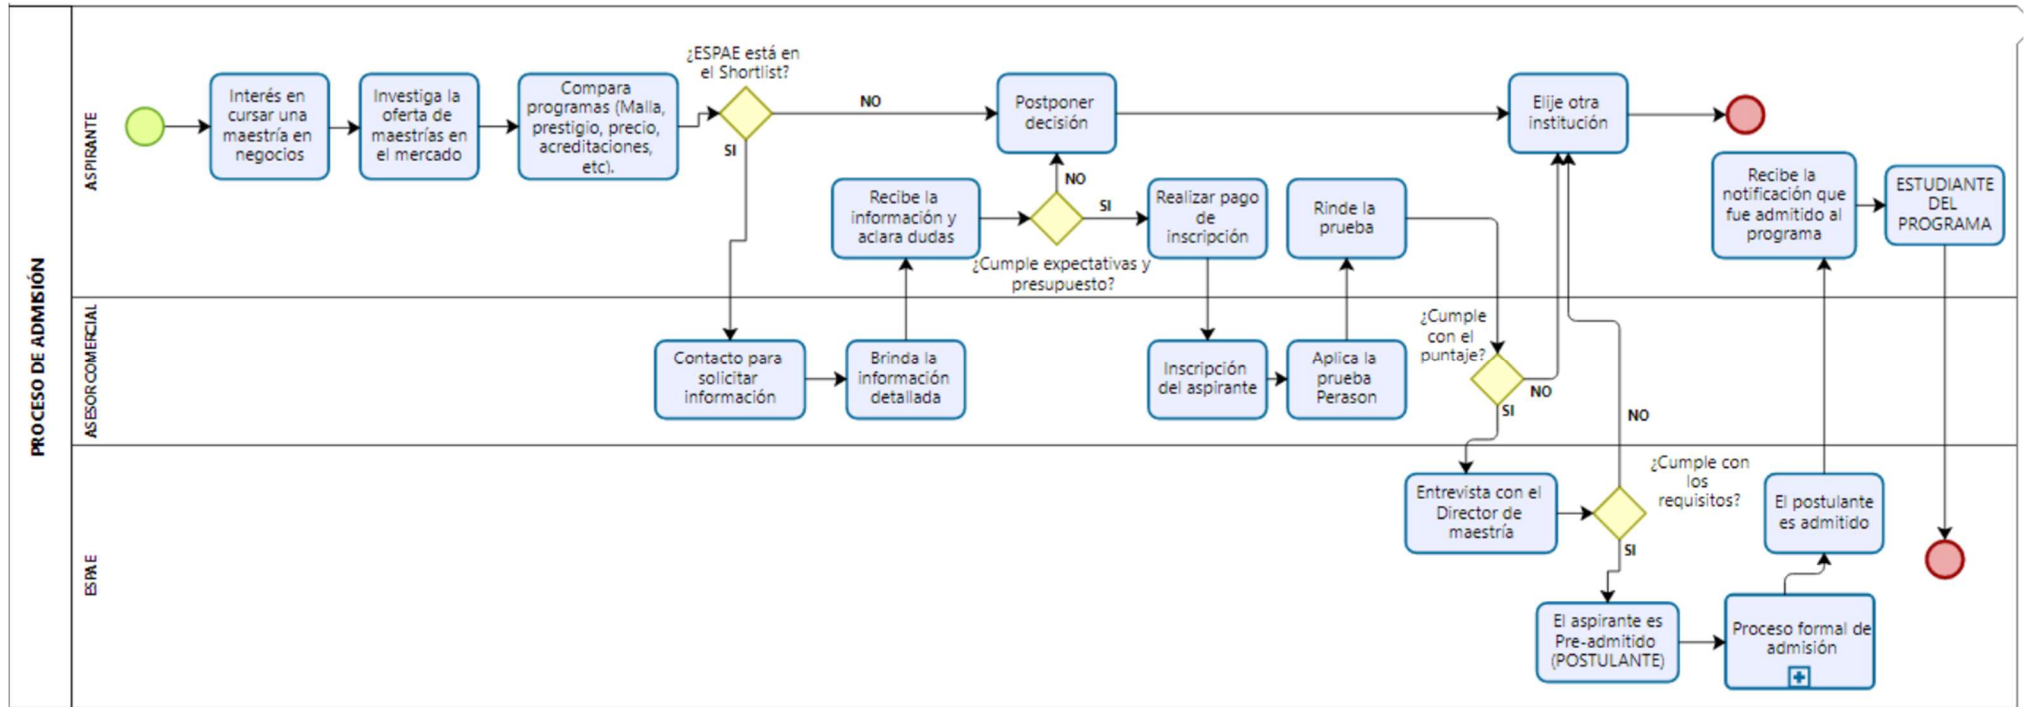 PROCESO DE ADMISIÓN
ASPIRANTE
Interés en
cursar una
maestría en
negocios
Investiga la
oferta de
maestrías en
el mercado
Compara
programas (Malla,
prestigio, precio,
acreditaciones,
etc).
¿ESPAE está en
el Shortlist?
NO
SI
Postponer
decisión
Elije otra
institución
Recibe la
información y
aclara dudas
NO
SI
¿Cumple expectativas y
presupuesto?
Realizar pago
de
inscripción
Rinde la
prueba
Recibe la
notificación que
fue admitido al
programa
ESTUDIANTE
DEL
PROGRAMA
ASESOR COMERCIAL
Contacto para
solicitar
información
Brinda la
información
detallada
Inscripción
del aspirante
Aplica la
prueba
Perason
¿Cumple
con el
puntaje?
NO
SI
NO
ESPAE
Entrevista con el
Director de
maestría
¿Cumple con
los
requisitos?
SI
El postulante
es admitido
El aspirante es
Pre-admitido
(POSTULANTE)
Proceso formal de
admisión